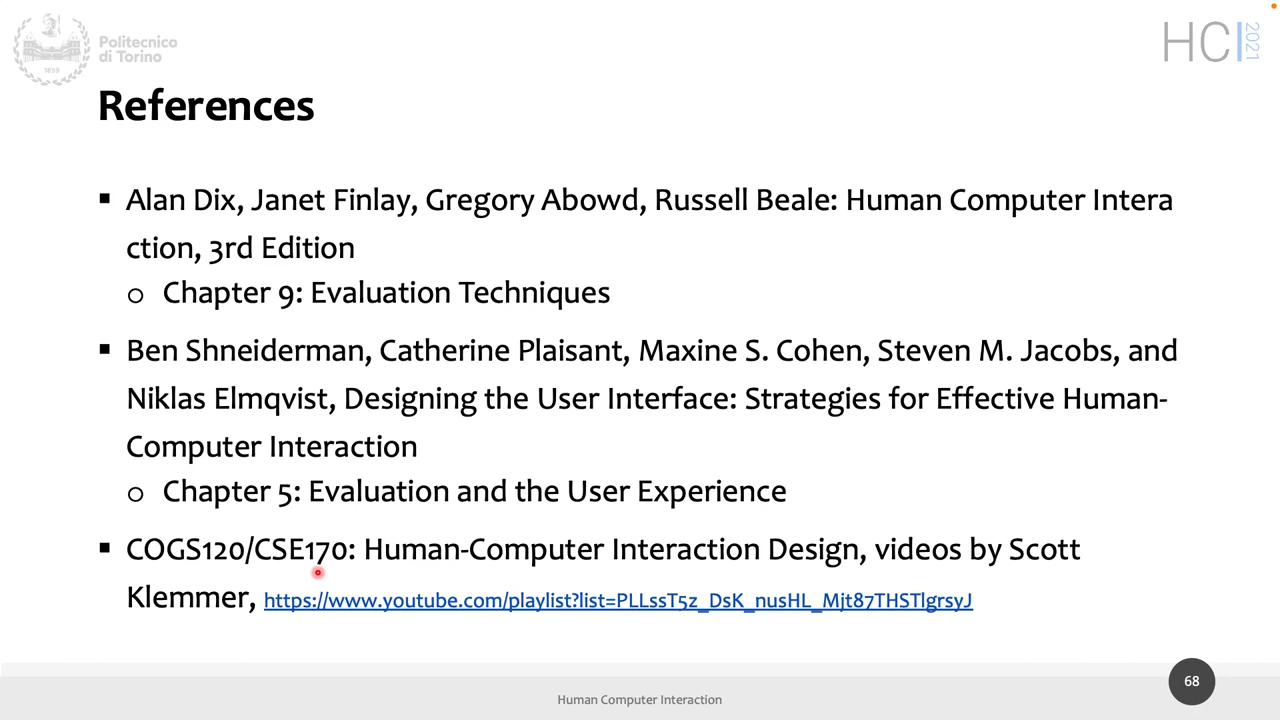 Politecnico
di Torino
1859
HCI
2021
References
▪ Alan Dix, Janet Finlay, Gregory Abowd, Russell Beale: Human Computer Intera
ction, 3rd Edition
o Chapter 9: Evaluation Techniques
▪ Ben Shneiderman, Catherine Plaisant, Maxine S. Cohen, Steven M. Jacobs, and
Niklas Elmqvist, Designing the User Interface: Strategies for Effective Human-
Computer Interaction
o Chapter 5: Evaluation and the User Experience
▪ COGS120/CSE170: Human-Computer Interaction Design, videos by Scott
Klemmer, https://www.youtube.com/playlist?list=PLLssT5z_DsK_nusHL_Mjt87THSTlgrsyJ
68
Human Computer Interaction